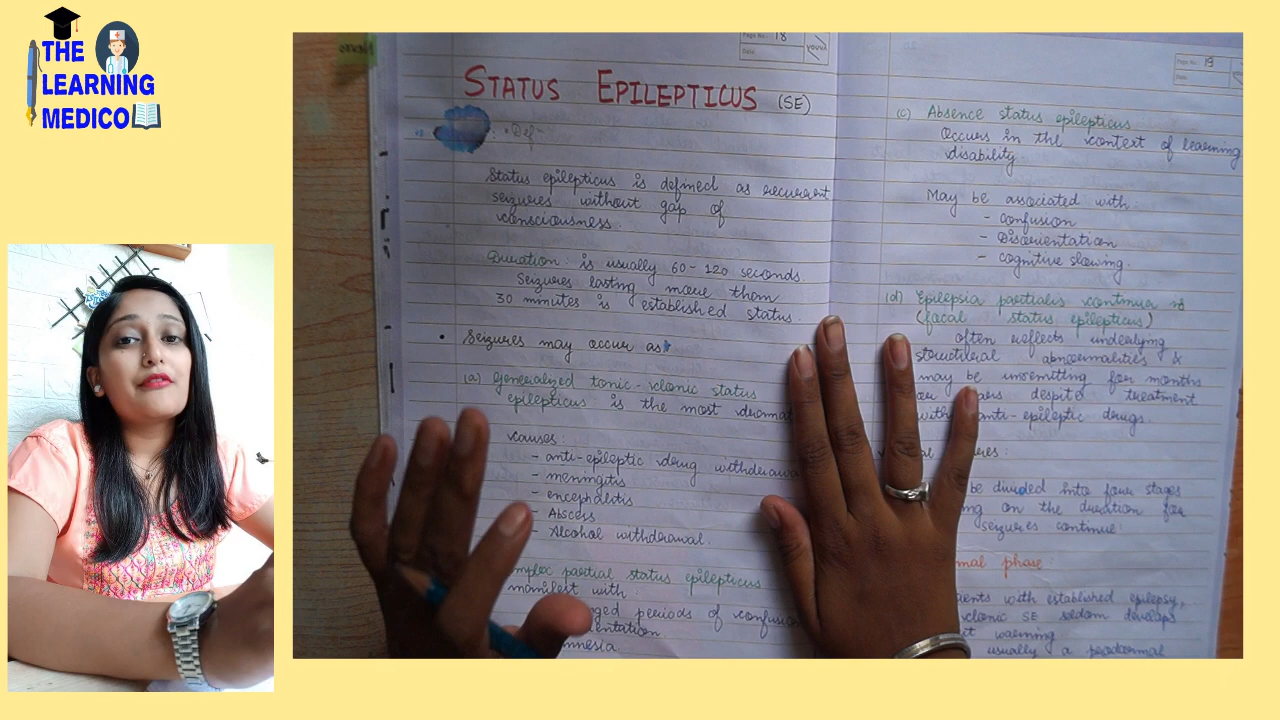 THE
LEARNING
MEDICO
Page No.: 18
Date:
YOUVA
STATUS EPILEPTICUS (SE)
Def
Status epilepticus is defined as recurrent
seizures without gap of
consciousness.
Duration: is usually 60-120 seconds.
Seizures lasting more than
30 minutes is established status.
• Seizures may occur as
(a) Generalized tonic-clonic status
epilepticus: is the most
causes:
- anti-epileptic drug
- meningitis
- encephalitis
- Abscess
- Alcohol withdrawal.
partial status epilepticus
manifest with:
periods of
Page No.: 19
Date:
(c) Absence status epilepticus
Occurs in the context of learning
disability.
May be associated with:
- confusion
- Disorientation
- cognitive slowing.
(d) Epilepsia partialis continua
(focal status epilepticus)
often reflects underlying
structural abnormalities &
may be unremitting for months
despite treatment
anti-epileptic drugs.
be divided into four stages
on the duration for
seizures continue:
phase:
with established epilepsy,
clonic SE seldom develops
warning
usually a prodromal